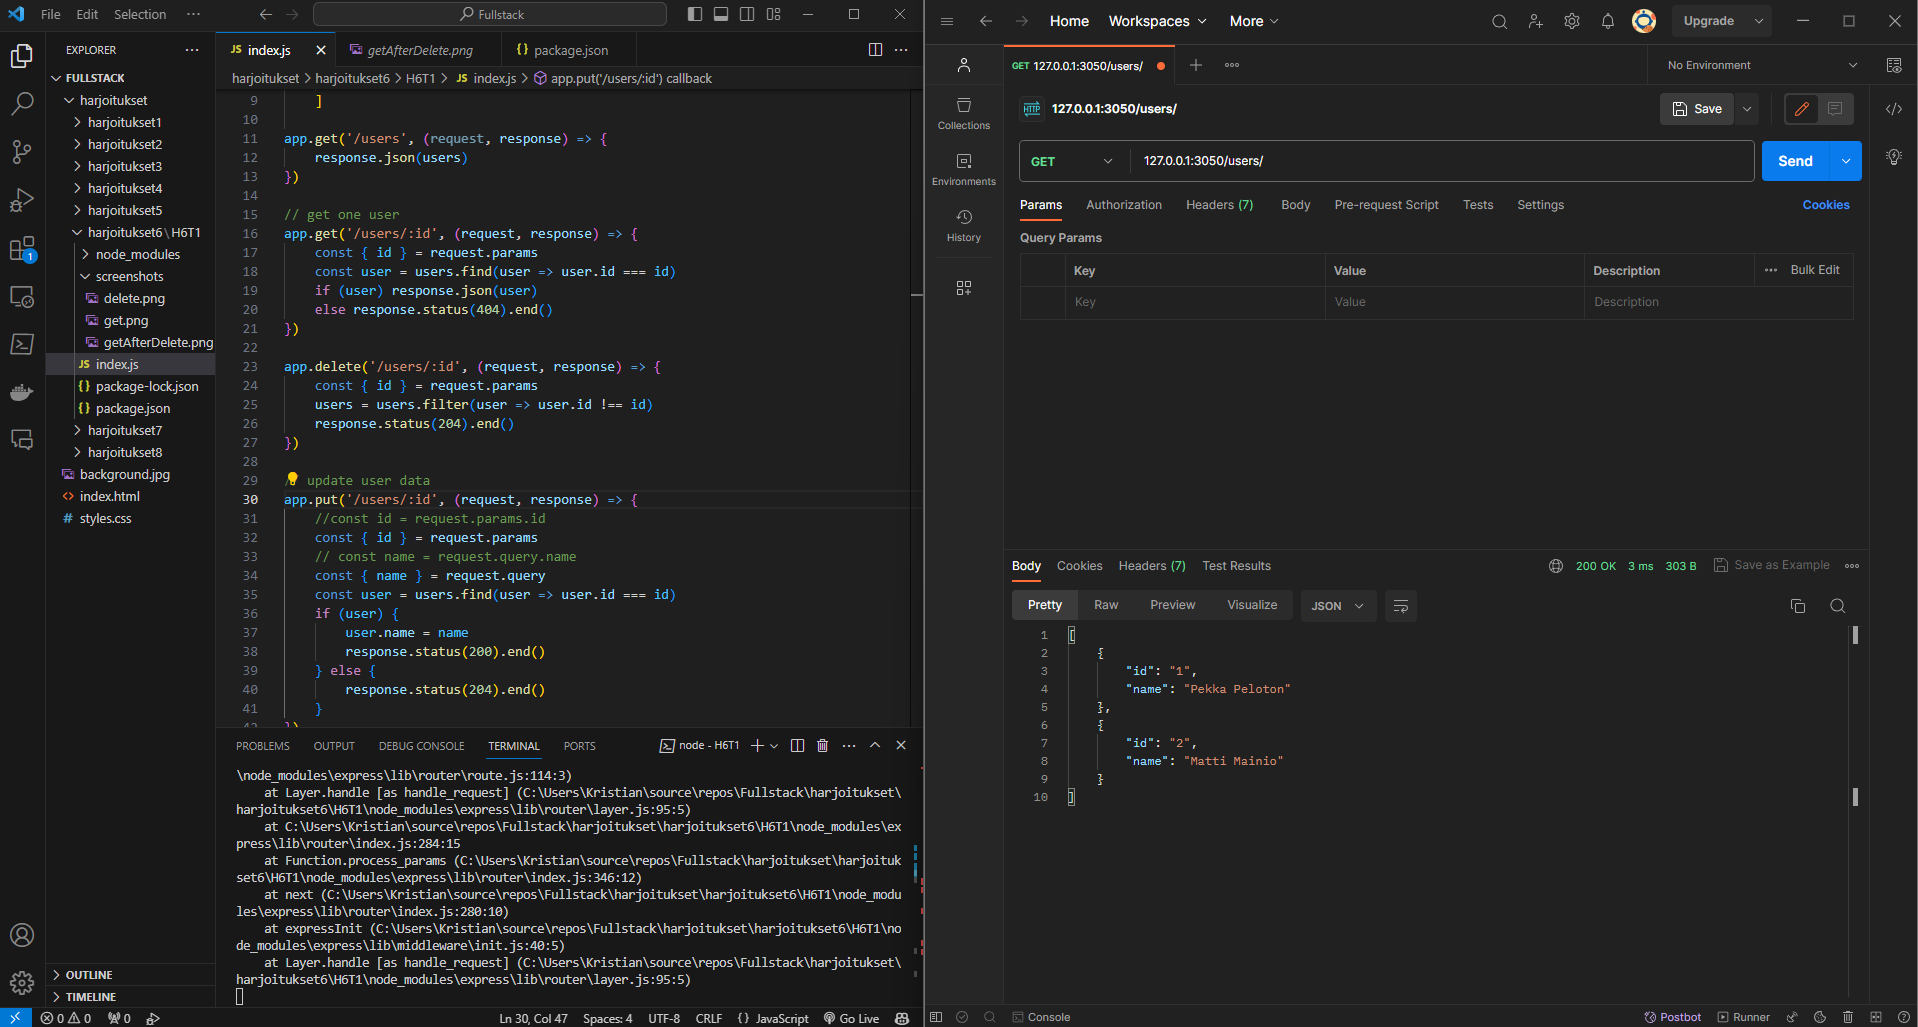 File Edit Selection ··· Fullstack
EXPLORER ···
FULLSTACK
harjoitukset
harjoitukset1
harjoitukset2
harjoitukset3
harjoitukset4
harjoitukset5
harjoitukset6 \ H6T1
node_modules
screenshots
delete.png
get.png
getAfterDelete.png
JS index.js
{} package-lock.json
{} package.json
harjoitukset7
harjoitukset8
background.jpg
<> index.html
# styles.css
OUTLINE
TIMELINE
1
JS index.js getAfterDelete.png {} package.json
harjoitukset > harjoitukset6 > H6T1 > JS index.js > app.put('/users/:id') callback
9 ]
10
11 app.get('/users', (request, response) => {
12 response.json(users)
13 })
14
15 // get one user
16 app.get('/users/:id', (request, response) => {
17 const { id } = request.params
18 const user = users.find(user => user.id === id)
19 if (user) response.json(user)
20 else response.status(404).end()
21 })
22
23 app.delete('/users/:id', (request, response) => {
24 const { id } = request.params
25 users = users.filter(user => user.id !== id)
26 response.status(204).end()
27 })
28
29 update user data
30 app.put('/users/:id', (request, response) => {
31 //const id = request.params.id
32 const { id } = request.params
33 // const name = request.query.name
34 const { name } = request.query
35 const user = users.find(user => user.id === id)
36 if (user) {
37 user.name = name
38 response.status(200).end()
39 } else {
40 response.status(204).end()
41 }
42 })
PROBLEMS OUTPUT DEBUG CONSOLE TERMINAL PORTS node - H6T1
\node_modules\express\lib\router\route.js:114:3)
at Layer.handle [as handle_request] (C:\Users\Kristian\source\repos\Fullstack\harjoitukset\
harjoitukset6\H6T1\node_modules\express\lib\router\layer.js:95:5)
at C:\Users\Kristian\source\repos\Fullstack\harjoitukset\harjoitukset6\H6T1\node_modules\ex
press\lib\router\index.js:284:15
at Function.process_params (C:\Users\Kristian\source\repos\Fullstack\harjoitukset\harjoituk
set6\H6T1\node_modules\express\lib\router\index.js:346:12)
at next (C:\Users\Kristian\source\repos\Fullstack\harjoitukset\harjoitukset6\H6T1\node_modu
les\express\lib\router\index.js:280:10)
at expressInit (C:\Users\Kristian\source\repos\Fullstack\harjoitukset\harjoitukset6\H6T1\no
de_modules\express\lib\middleware\init.js:40:5)
at Layer.handle [as handle_request] (C:\Users\Kristian\source\repos\Fullstack\harjoitukset\
harjoitukset6\H6T1\node_modules\express\lib\router\layer.js:95:5)
0 0 0 Ln 30, Col 47 Spaces: 4 UTF-8 CRLF {} JavaScript Go Live
Home Workspaces More Upgrade
Collections
Environments
History
GET 127.0.0.1:3050/users/ No Environment
HTTP 127.0.0.1:3050/users/ Save
GET 127.0.0.1:3050/users/ Send
Params Authorization Headers (7) Body Pre-request Script Tests Settings Cookies
Query Params
Key Value Description ··· Bulk Edit
Key Value Description
Body Cookies Headers (7) Test Results 200 OK 3 ms 303 B Save as Example
Pretty Raw Preview Visualize JSON
1 [
2 {
3 "id": "1",
4 "name": "Pekka Peloton"
5 },
6 {
7 "id": "2",
8 "name": "Matti Mainio"
9 }
10 ]
Console Postbot Runner